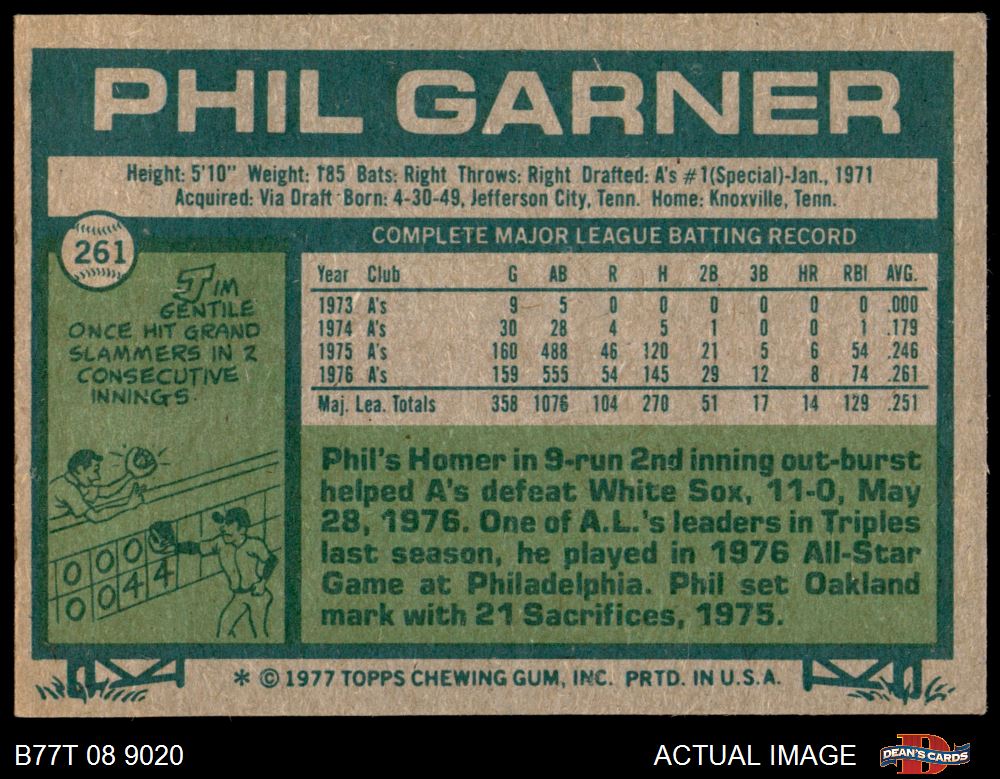 PHIL GARNER
Height: 5'10" Weight: 185 Bats: Right Throws: Right Drafted: A's #1(Special)-Jan., 1971
Acquired: Via Draft Born: 4-30-49, Jefferson City, Tenn. Home: Knoxville, Tenn.
261
JIM
GENTILE
ONCE HIT GRAND
SLAMMERS IN 2
CONSECUTIVE
INNINGS.
0 0 0
0 0 4 4
COMPLETE MAJOR LEAGUE BATTING RECORD
Year Club G AB R H 2B 3B HR RBI AVG.
1973 A's 9 5 0 0 0 0 0 0 .000
1974 A's 30 28 4 5 1 0 0 1 .179
1975 A's 160 488 46 120 21 5 6 54 .246
1976 A's 159 555 54 145 29 12 8 74 .261
Maj. Lea. Totals 358 1076 104 270 51 17 14 129 .251
Phil's Homer in 9-run 2nd inning out-burst
helped A's defeat White Sox, 11-0, May
28, 1976. One of A.L.'s leaders in Triples
last season, he played in 1976 All-Star
Game at Philadelphia. Phil set Oakland
mark with 21 Sacrifices, 1975.
* © 1977 TOPPS CHEWING GUM, INC. PRTD. IN U.S.A.
B77T 08 9020
ACTUAL IMAGE
DEAN'S CARDS